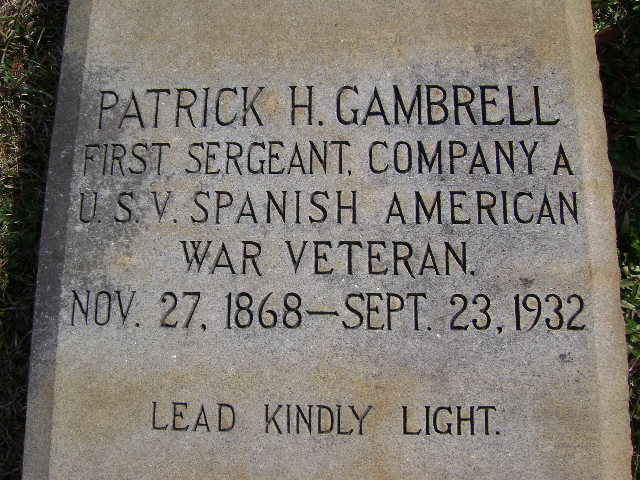 PATRICK H. GAMBRELL
FIRST SERGEANT, COMPANY A
U.S.V. SPANISH AMERICAN
WAR VETERAN.
NOV. 27, 1868—SEPT. 23, 1932
LEAD KINDLY LIGHT.